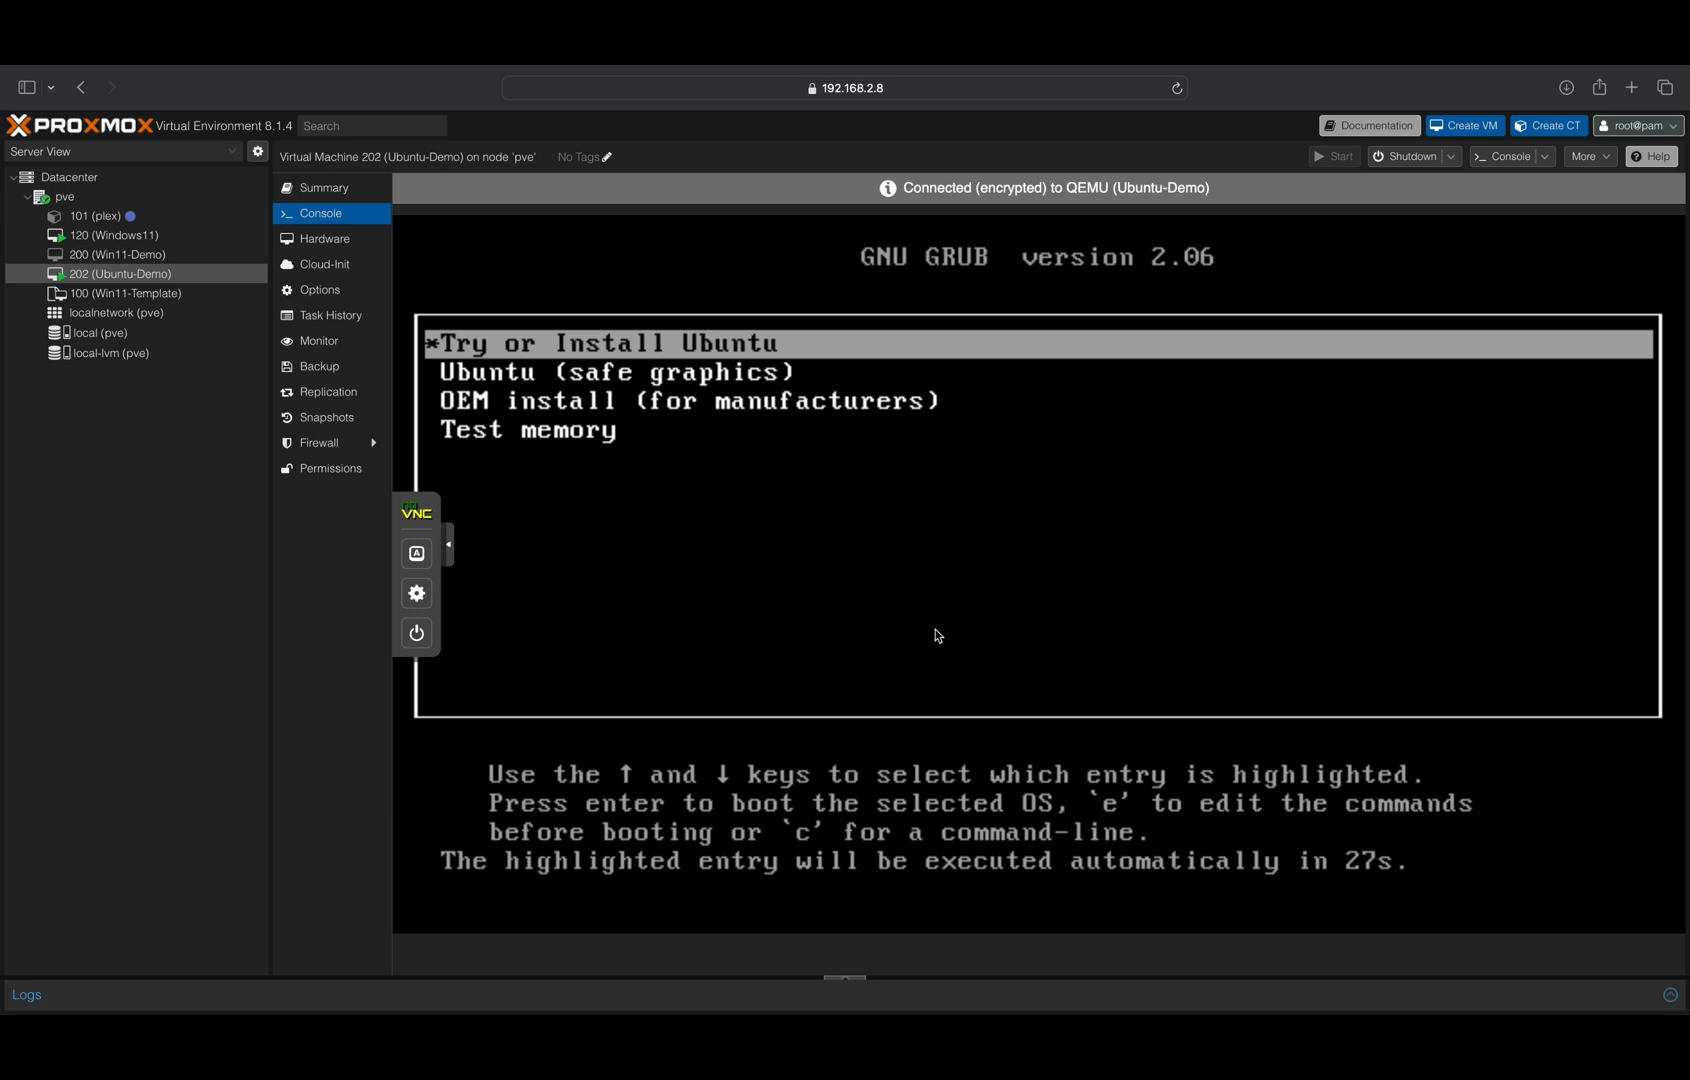 192.168.2.8
PROXMOX Virtual Environment 8.1.4 Search
Documentation Create VM Create CT root@pam
Server View
Virtual Machine 202 (Ubuntu-Demo) on node 'pve' No Tags
Start Shutdown Console More Help
Datacenter
pve
101 (plex)
120 (Windows11)
200 (Win11-Demo)
202 (Ubuntu-Demo)
100 (Win11-Template)
localnetwork (pve)
local (pve)
local-lvm (pve)
Summary
Console
Hardware
Cloud-Init
Options
Task History
Monitor
Backup
Replication
Snapshots
Firewall
Permissions
Connected (encrypted) to QEMU (Ubuntu-Demo)
GNU GRUB version 2.06
*Try or Install Ubuntu
Ubuntu (safe graphics)
OEM install (for manufacturers)
Test memory
no
VNC
A
Use the ↑ and ↓ keys to select which entry is highlighted.
Press enter to boot the selected OS, `e' to edit the commands
before booting or `c' for a command-line.
The highlighted entry will be executed automatically in 27s.
Logs